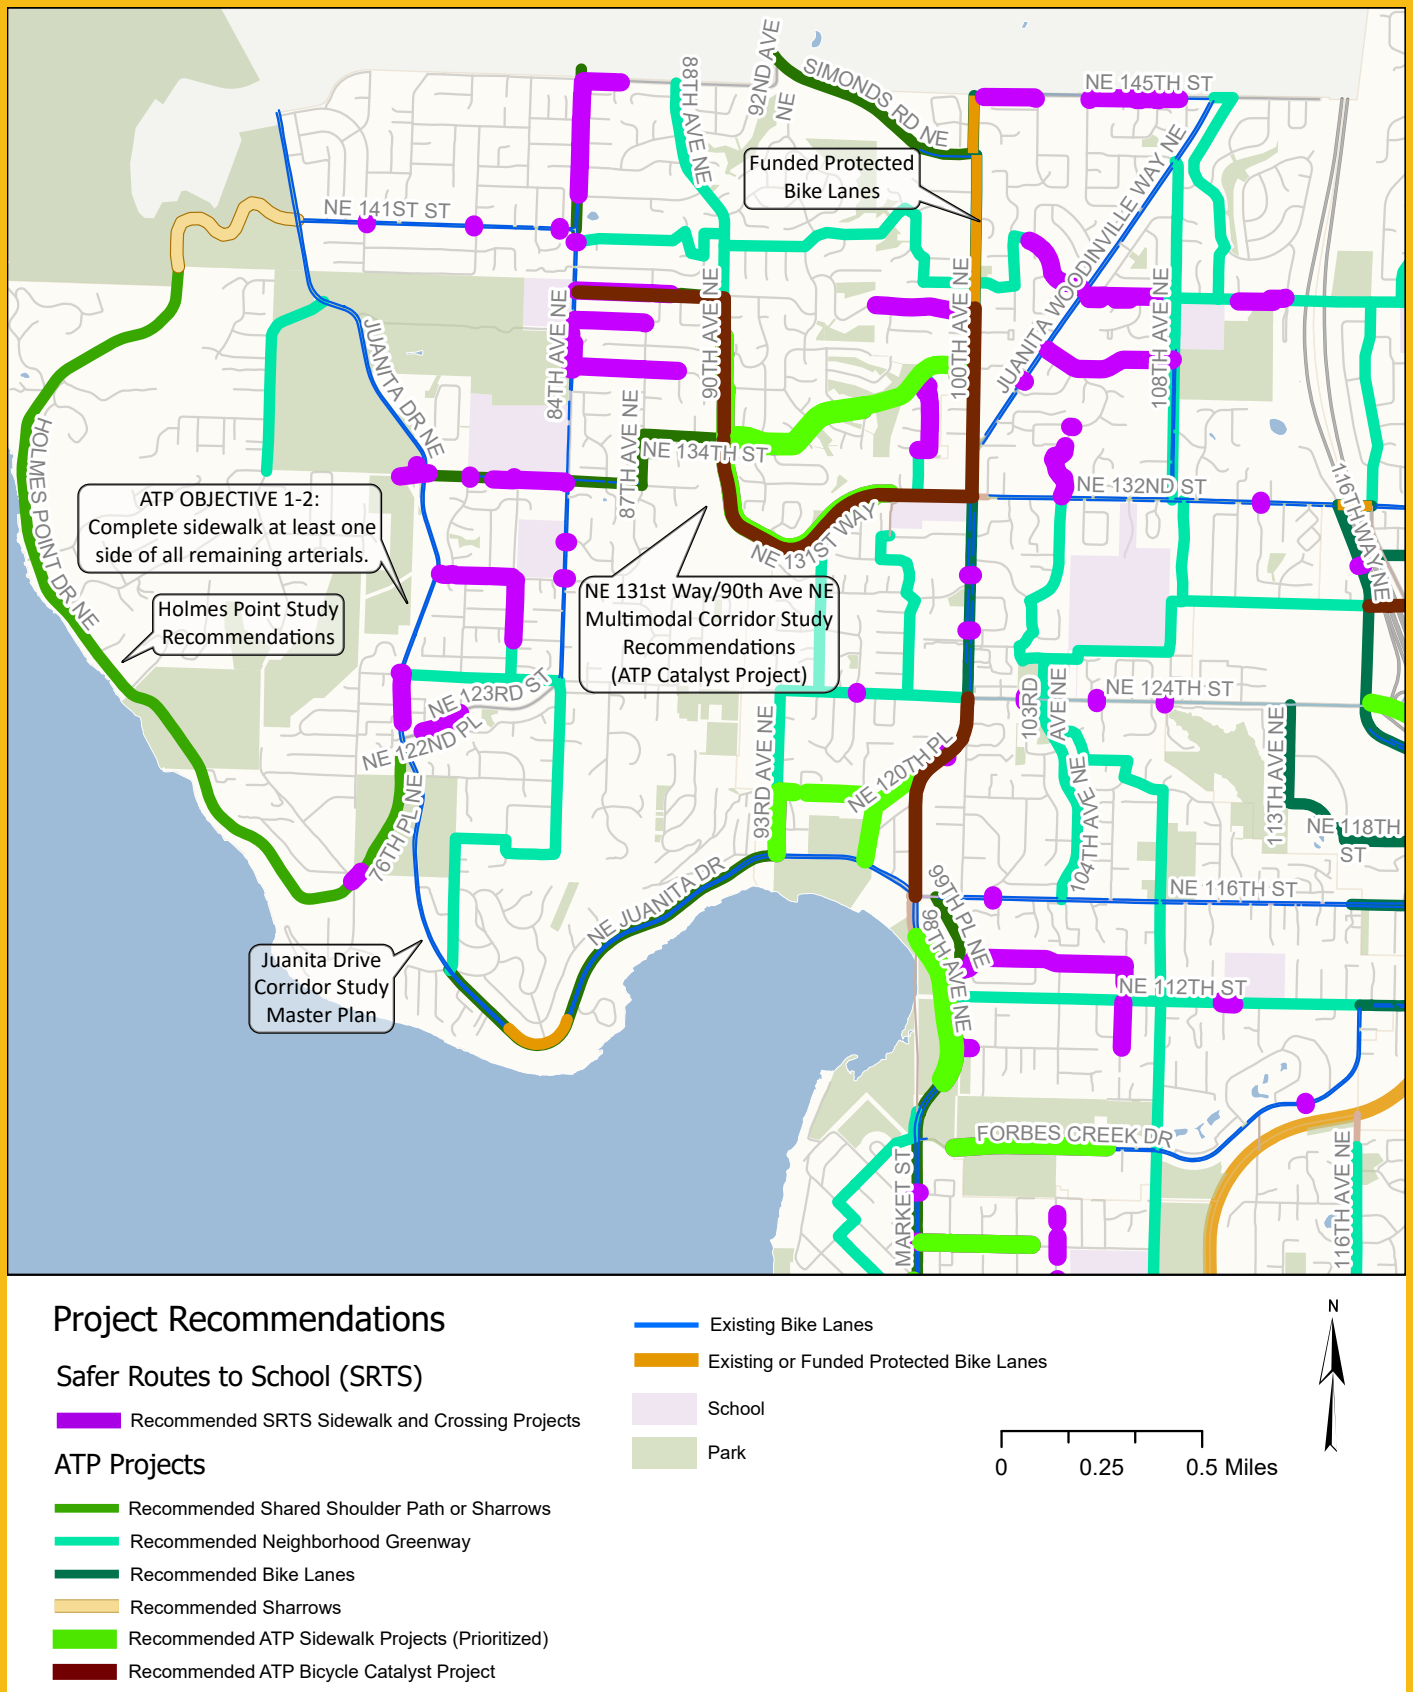 92ND AVE
NE
88TH AVE NE
SIMONDS RD NE
NE 145TH ST
Funded Protected
Bike Lanes
NE 141ST ST
JUANITA WOODINVILLE WAY NE
JUANITA DR NE
84TH AVE NE
90TH AVE NE
100TH AVE NE
108TH AVE NE
87TH AVE NE
NE 134TH ST
HOLMES POINT DR NE
NE 132ND ST
116TH WAY NE
ATP OBJECTIVE 1-2:
Complete sidewalk at least one
side of all remaining arterials.
NE 131ST WAY
Holmes Point Study
Recommendations
NE 131st Way/90th Ave NE
Multimodal Corridor Study
Recommendations
(ATP Catalyst Project)
NE 123RD ST
NE 122ND PL
103RD
AVE NE
NE 124TH ST
93RD AVE NE
NE 120TH PL
113TH AVE NE
76TH PL NE
104TH AVE NE
NE 118TH
ST
NE JUANITA DR
99TH PL NE
NE 116TH ST
98TH AVE NE
Juanita Drive
Corridor Study
Master Plan
NE 112TH ST
FORBES CREEK DR
MARKET ST
116TH AVE NE
Project Recommendations
Safer Routes to School (SRTS)
Recommended SRTS Sidewalk and Crossing Projects
ATP Projects
Recommended Shared Shoulder Path or Sharrows
Recommended Neighborhood Greenway
Recommended Bike Lanes
Recommended Sharrows
Recommended ATP Sidewalk Projects (Prioritized)
Recommended ATP Bicycle Catalyst Project
Existing Bike Lanes
Existing or Funded Protected Bike Lanes
School
Park
N
0 0.25 0.5 Miles